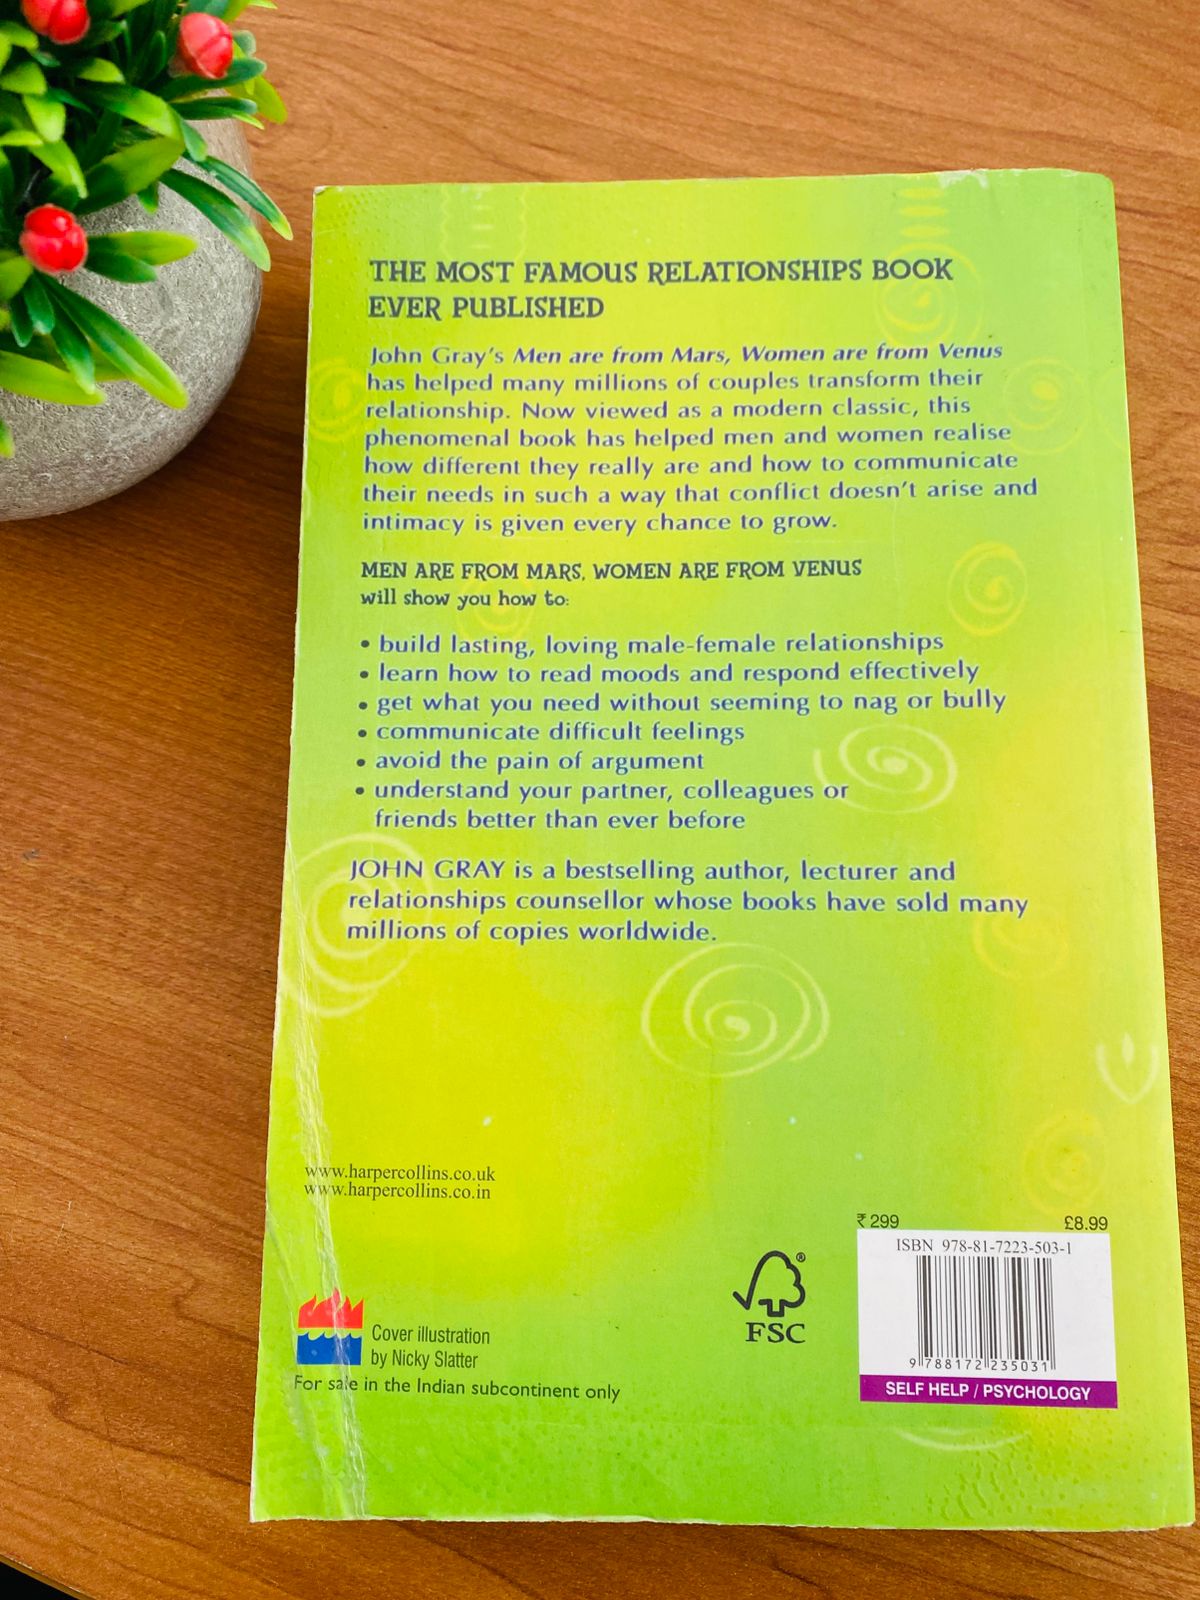 THE MOST FAMOUS RELATIONSHIPS BOOK
EVER PUBLISHED
John Gray's Men are from Mars, Women are from Venus
has helped many millions of couples transform their
relationship. Now viewed as a modern classic, this
phenomenal book has helped men and women realise
how different they really are and how to communicate
their needs in such a way that conflict doesn't arise and
intimacy is given every chance to grow.
MEN ARE FROM MARS, WOMEN ARE FROM VENUS
will show you how to:
• build lasting, loving male-female relationships
• learn how to read moods and respond effectively
• get what you need without seeming to nag or bully
• communicate difficult feelings
• avoid the pain of argument
• understand your partner, colleagues or
friends better than ever before
JOHN GRAY is a bestselling author, lecturer and
relationships counsellor whose books have sold many
millions of copies worldwide.
www.harpercollins.co.uk
www.harpercollins.co.in
₹ 299 £8.99
ISBN 978-81-7223-503-1
9 788172 235031
SELF HELP / PSYCHOLOGY
®
FSC
Cover illustration
by Nicky Slatter
For sale in the Indian subcontinent only